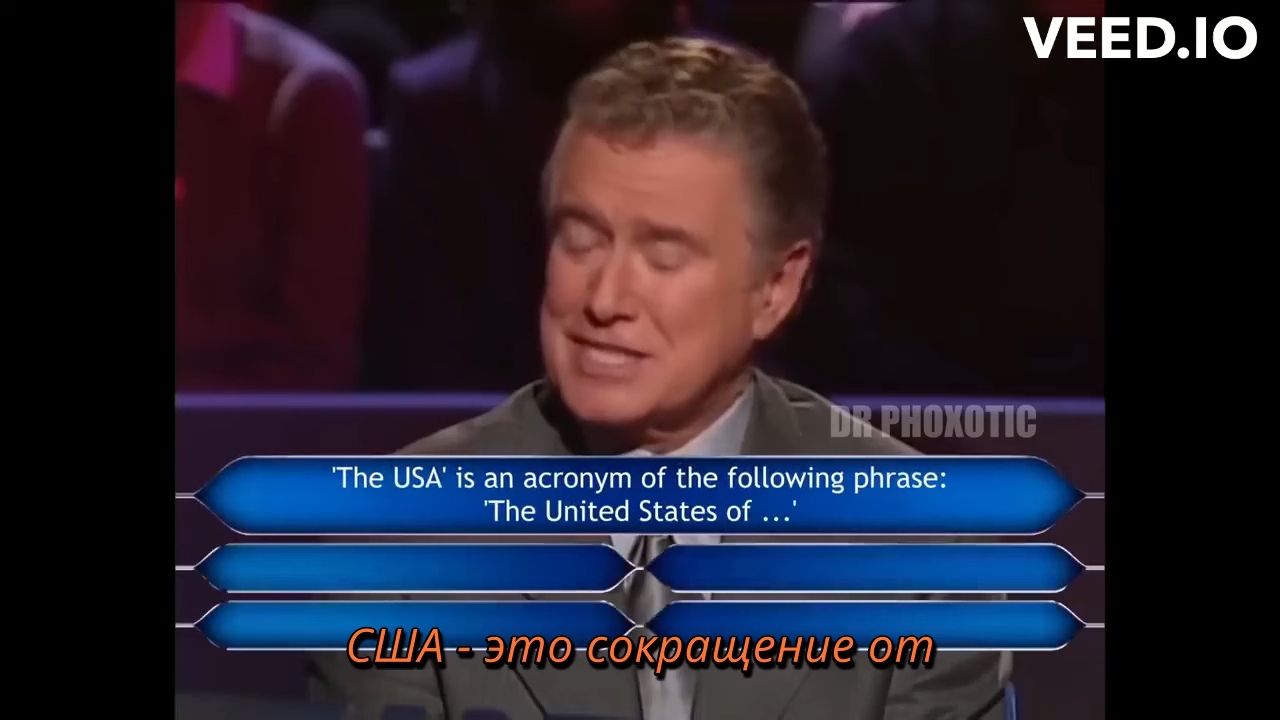 VEED.IO
DR PHOXOTIC
'The USA' is an acronym of the following phrase:
'The United States of ...'
США - это сокращение от